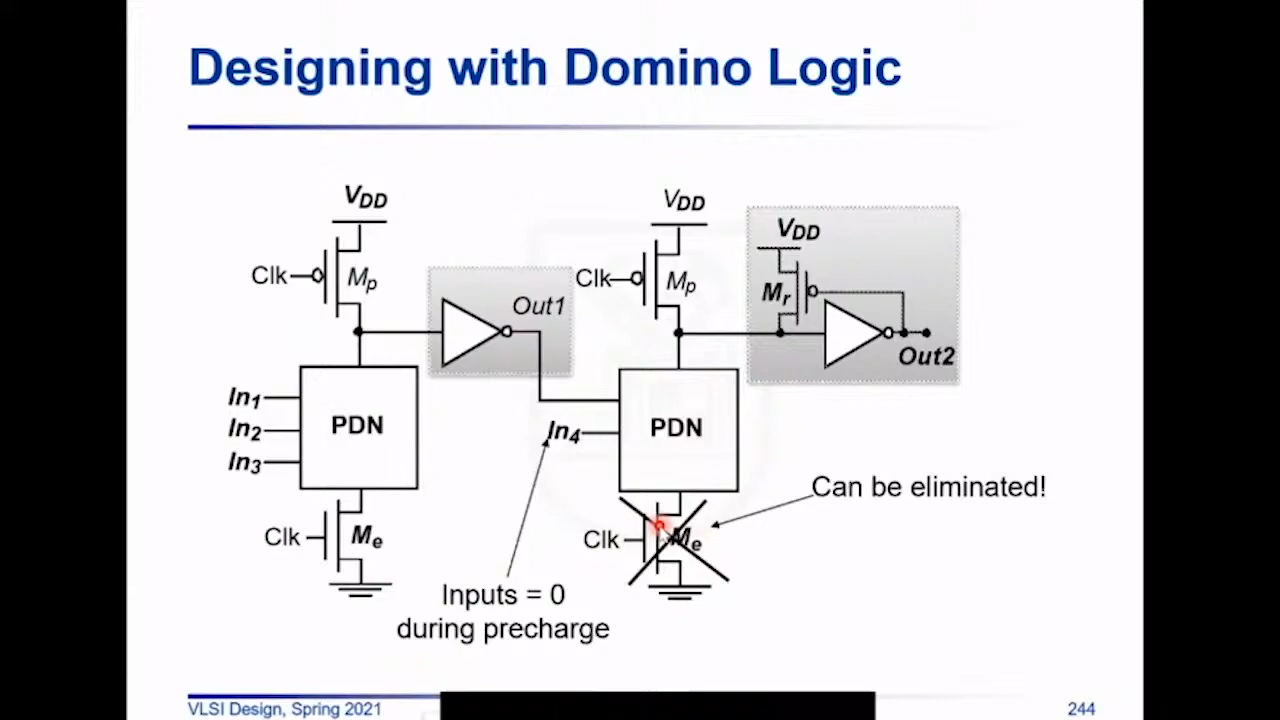 Designing with Domino Logic
VDD
VDD
VDD
Clk
Mp
Out1
Clk
Mp
Mr
Out2
In1
In2
In3
PDN
In4
PDN
Can be eliminated!
Clk
Me
Clk
Me
Inputs = 0
during precharge
VLSI Design, Spring 2021
244